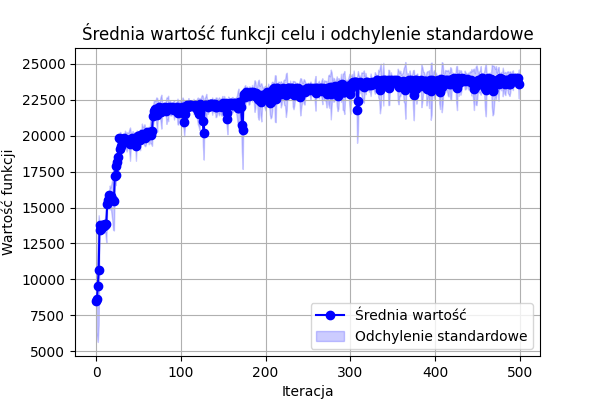 Średnia wartość funkcji celu i odchylenie standardowe
25000
22500
20000
17500
15000
12500
10000
7500
5000
Wartość funkcji
0 100 200 300 400 500
Iteracja
Średnia wartość
Odchylenie standardowe